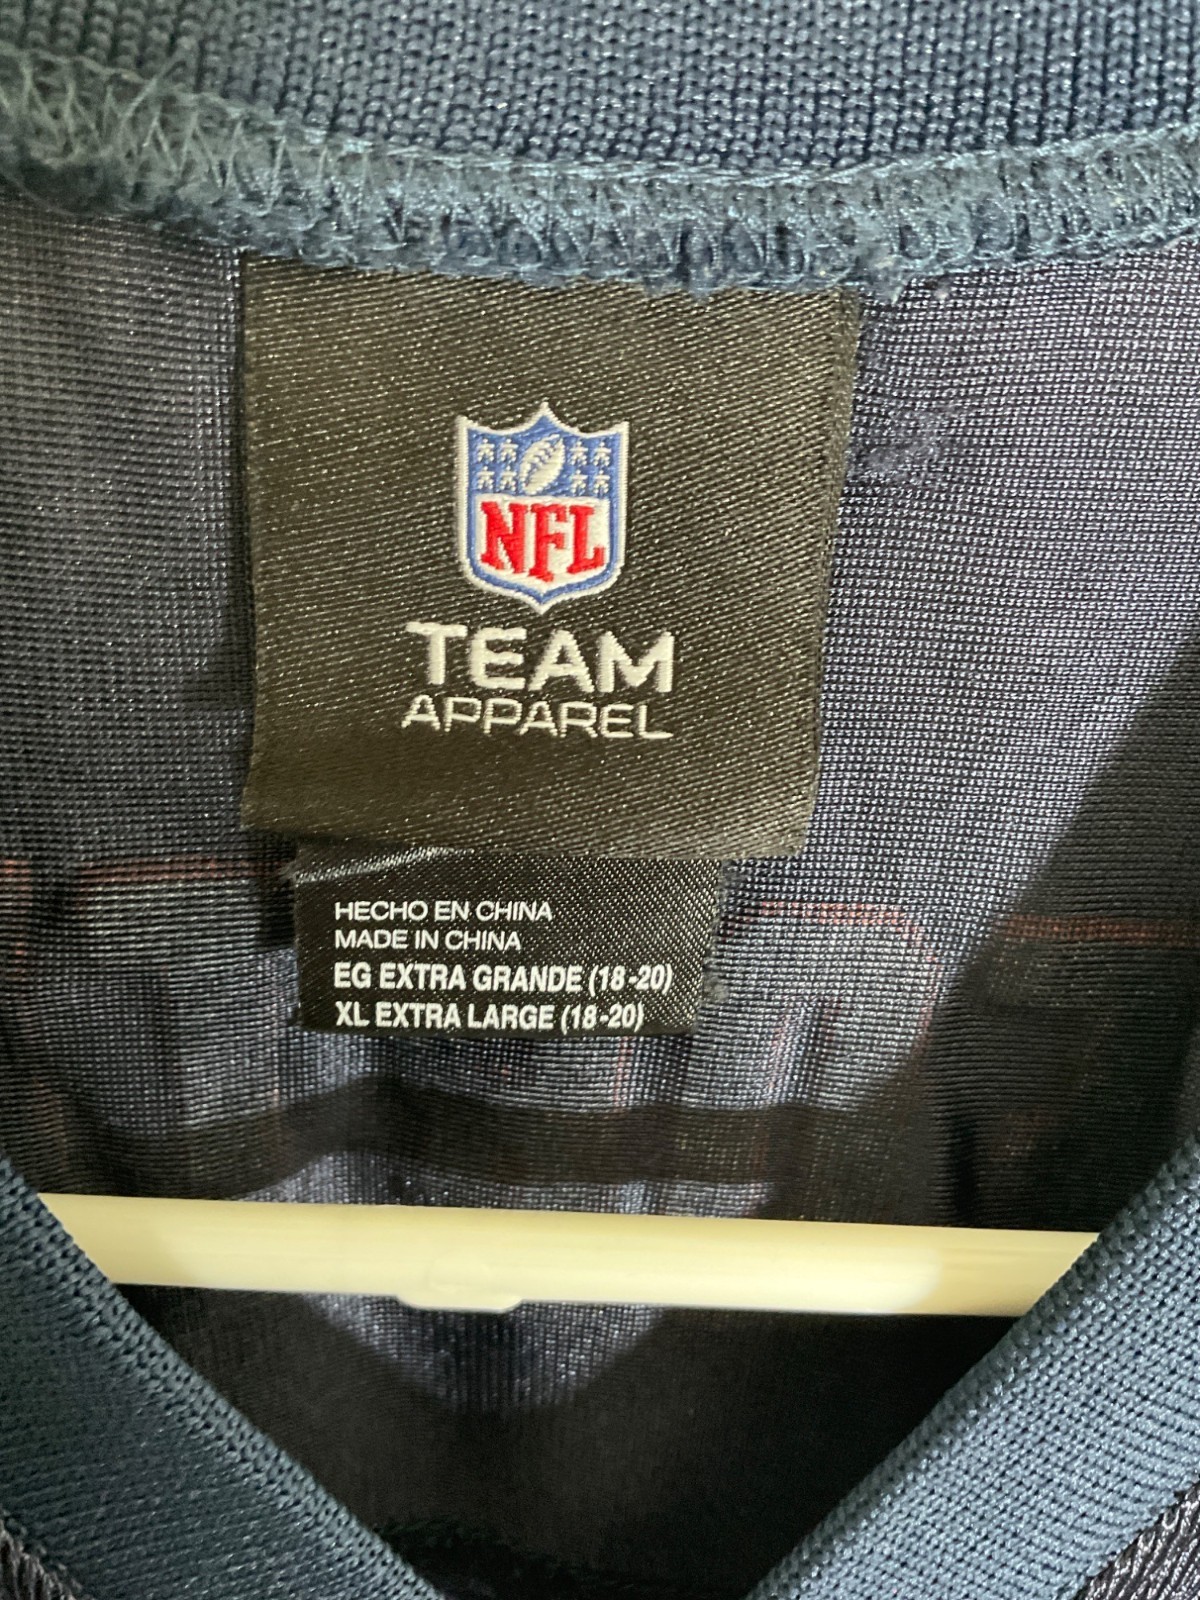 NFL
TEAM
APPAREL
HECHO EN CHINA
MADE IN CHINA
EG EXTRA GRANDE (18-20)
XL EXTRA LARGE (18-20)